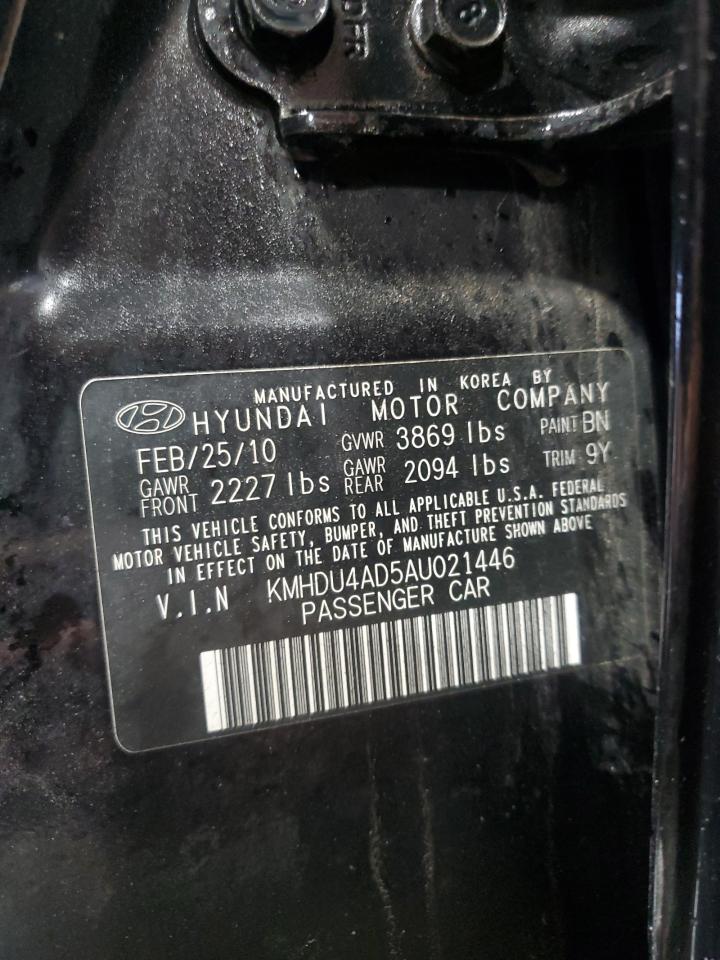 DFR
MANUFACTURED IN KOREA BY
HYUNDAI MOTOR COMPANY
FEB/25/10 GVWR 3869 lbs PAINT BN
GAWR FRONT 2227 lbs GAWR REAR 2094 lbs TRIM 9Y
THIS VEHICLE CONFORMS TO ALL APPLICABLE U.S.A. FEDERAL
MOTOR VEHICLE SAFETY, BUMPER, AND THEFT PREVENTION STANDARDS
IN EFFECT ON THE DATE OF MANUFACTURE SHOWN ABOVE
V.I.N KMHDU4AD5AU021446
PASSENGER CAR